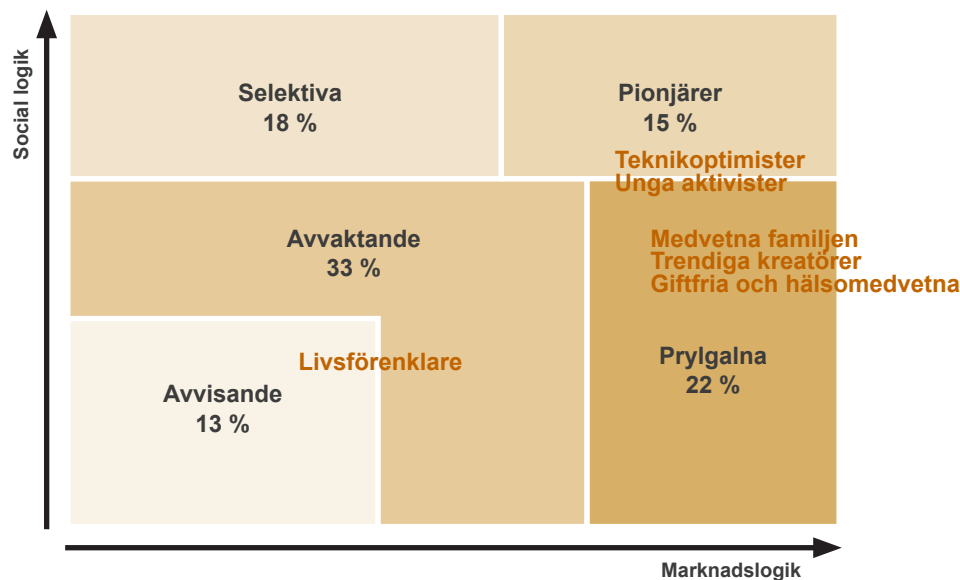 Social logik
Selektiva
18 %
Pionjärer
15 %
Teknikoptimister
Unga aktivister
Avvaktande
33 %
Medvetna familjen
Trendiga kreatörer
Giftfria och hälsomedvetna
Livsförenklare
Prylgalna
22 %
Avvisande
13 %
Marknadslogik